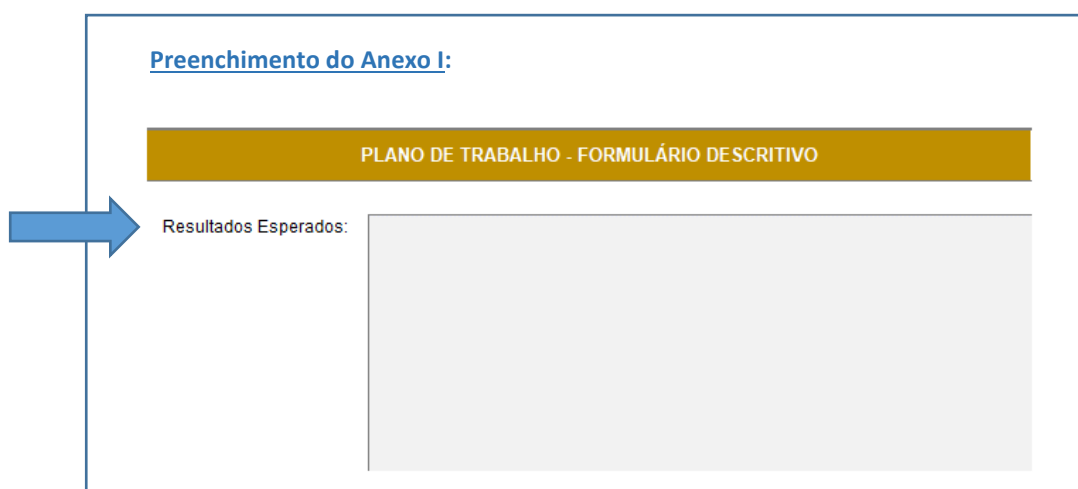 Preenchimento do Anexo I:
PLANO DE TRABALHO - FORMULÁRIO DESCRITIVO
Resultados Esperados: